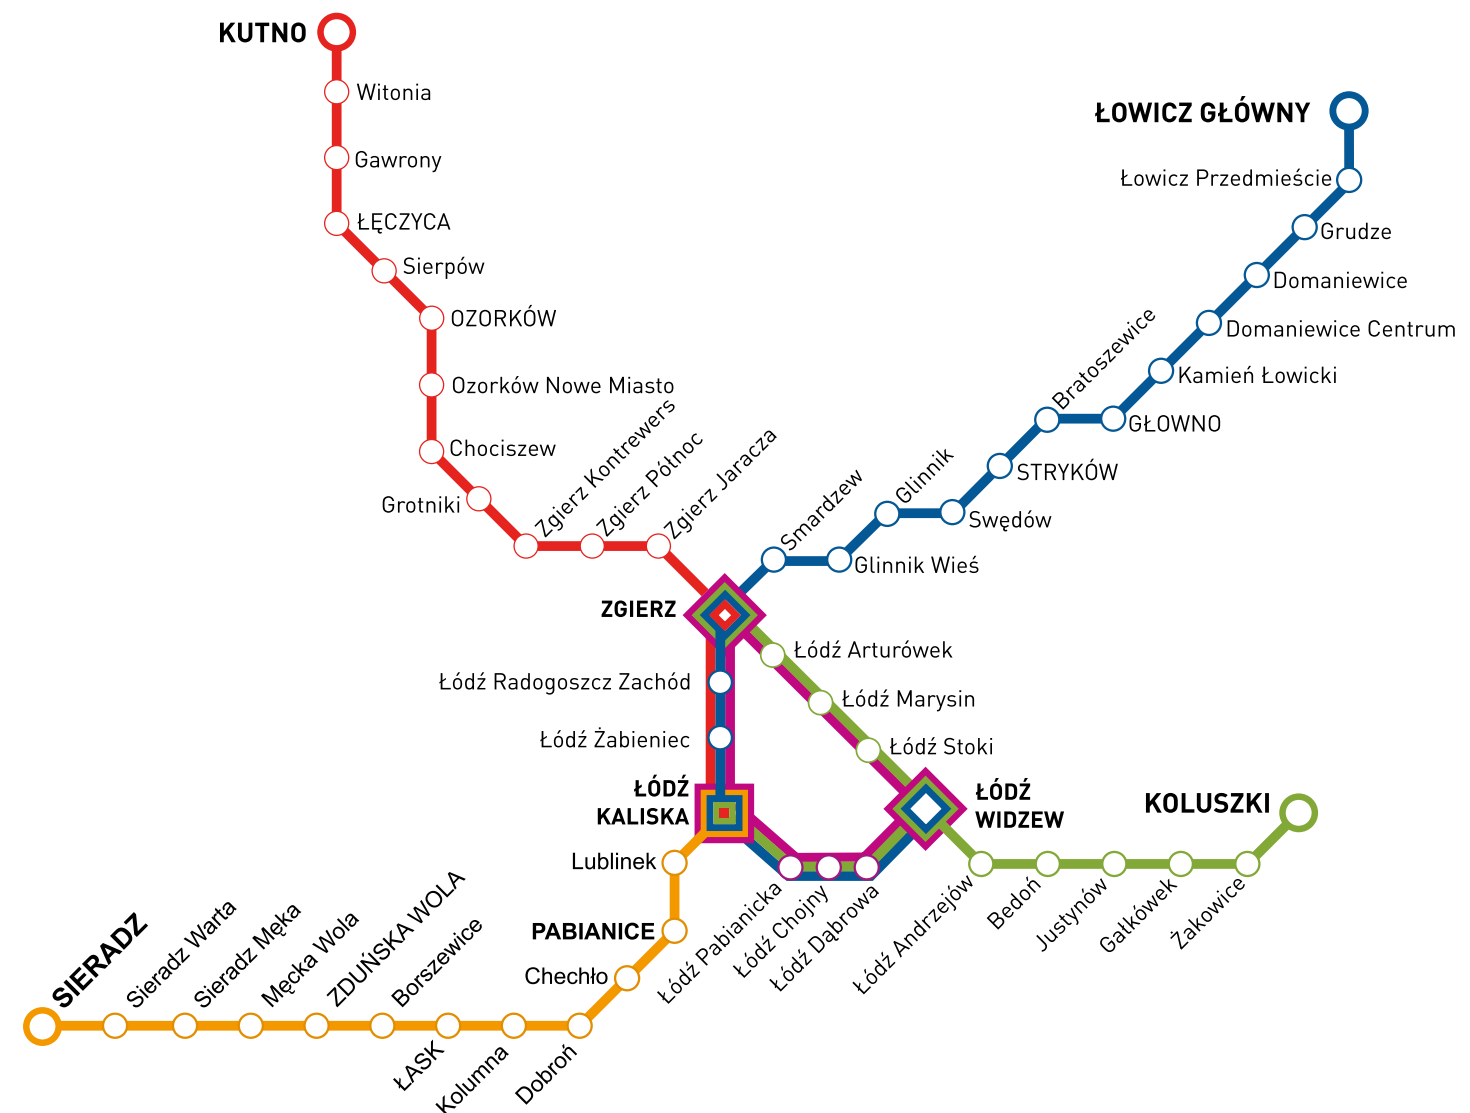 KUTNO
Witonia
Gawrony
ŁĘCZYCA
Sierpów
OZORKÓW
Ozorków Nowe Miasto
Chociszew
Grotniki
Zgierz Kontrewers
Zgierz Północ
Zgierz Jaracza
ŁOWICZ GŁÓWNY
Łowicz Przedmieście
Grudze
Domaniewice
Domaniewice Centrum
Kamień Łowicki
GŁOWNO
Bratoszewice
STRYKÓW
Swędów
Glinnik
Glinnik Wieś
Smardzew
ZGIERZ
Łódź Radogoszcz Zachód
Łódź Żabieniec
ŁÓDŹ
KALISKA
Łódź Arturówek
Łódź Marysin
Łódź Stoki
ŁÓDŹ
WIDZEW
KOLUSZKI
Łódź Pabianicka
Łódź Chojny
Łódź Dąbrowa
Łódź Andrzejów
Bedoń
Justynów
Gałkówek
Żakowice
Lublinek
PABIANICE
Chechło
SIERADZ
Sieradz Warta
Sieradz Męka
Męcka Wola
ZDUŃSKA WOLA
Borszewice
ŁASK
Kolumna
Dobroń